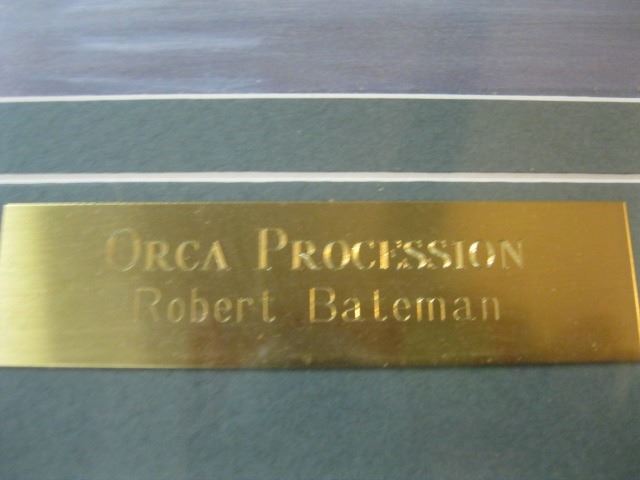 ORCA PROCESSION
Robert Bateman